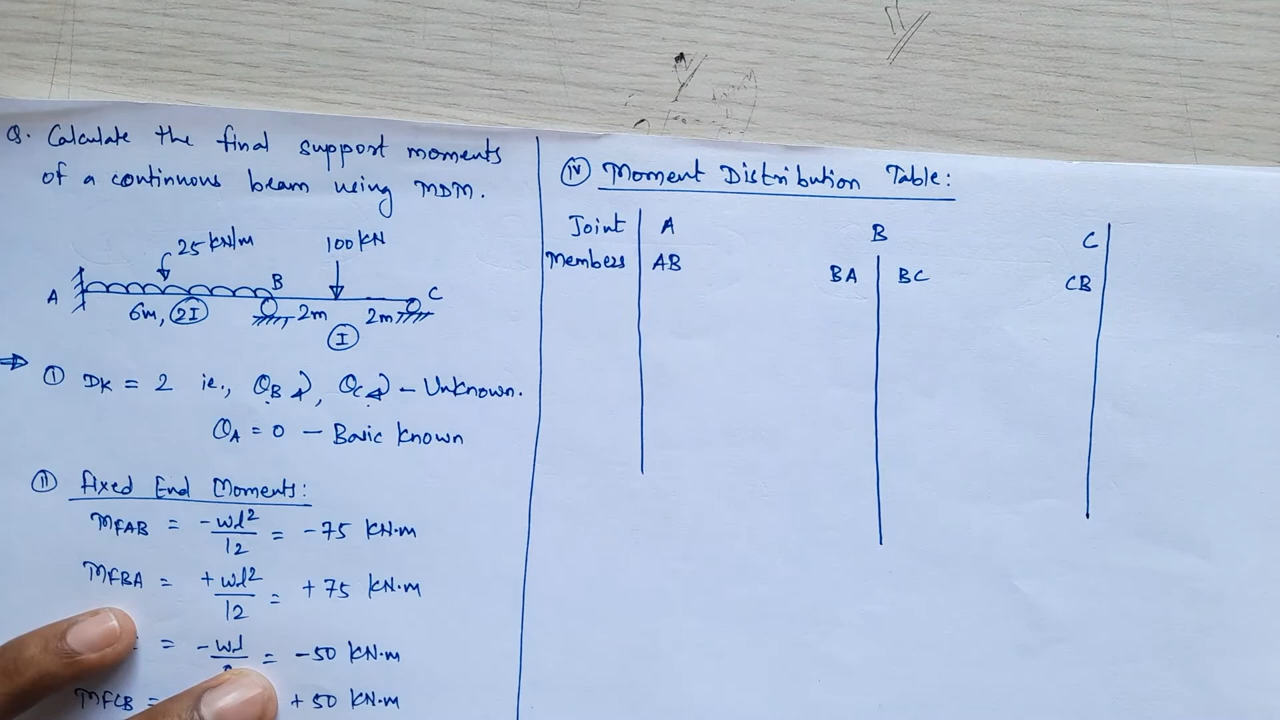 Q. Calculate the final support moments
of a continuous beam using MDM.
25 kN/m
100 kN
A
B
C
6m, 2I
2m
2m
I
⇒ I DK = 2 ie., θB, θC – Unknown.
θA = 0 – Basic known
II Fixed End Moments:
MFAB = -wl²/12 = -75 KN.m
MFBA = +wl²/12 = +75 KN.m
= -wl = -50 KN.m
MFCB = +50 KN.m
IV Moment Distribution Table:
Joint A B C
Members AB BA BC CB